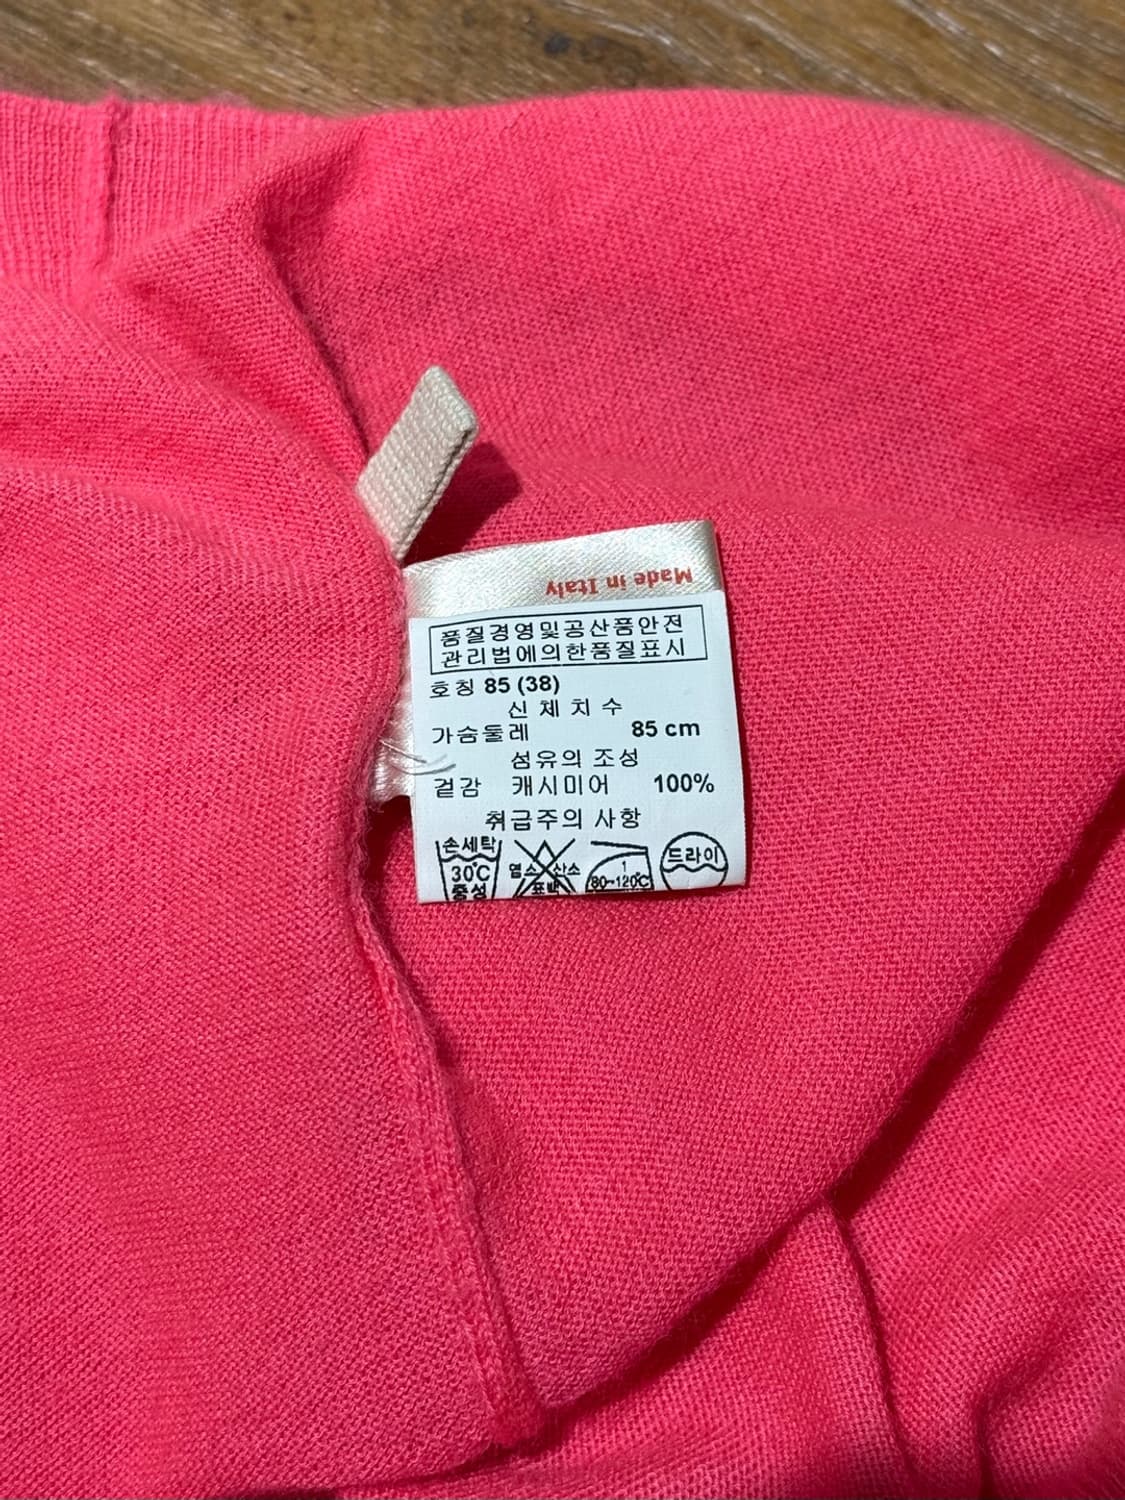 Made in Italy
품질경영및공산품안전
관리법에의한품질표시
호칭 85 (38)
신체치수
가슴둘레 85 cm
섬유의 조성
겉감 캐시미어 100%
취급주의 사항
손세탁
30℃
중성
염소 산소
표백
1
80~120℃
드라이